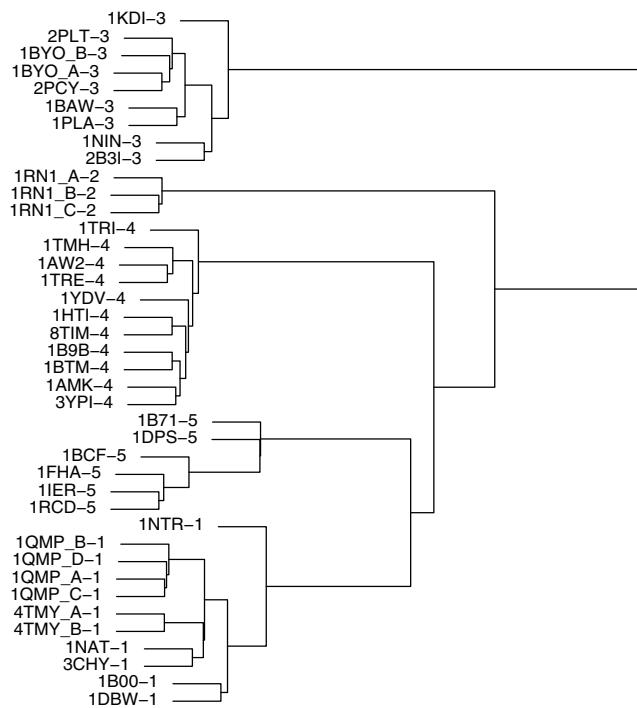 1KDI−3
2PLT−3
1BYO_B−3
1BYO_A−3
2PCY−3
1BAW−3
1PLA−3
1NIN−3
2B3I−3
1RN1_A−2
1RN1_B−2
1RN1_C−2
1TRI−4
1TMH−4
1AW2−4
1TRE−4
1YDV−4
1HTI−4
8TIM−4
1B9B−4
1BTM−4
1AMK−4
3YPI−4
1B71−5
1DPS−5
1BCF−5
1FHA−5
1IER−5
1RCD−5
1NTR−1
1QMP_B−1
1QMP_D−1
1QMP_A−1
1QMP_C−1
4TMY_A−1
4TMY_B−1
1NAT−1
3CHY−1
1B00−1
1DBW−1